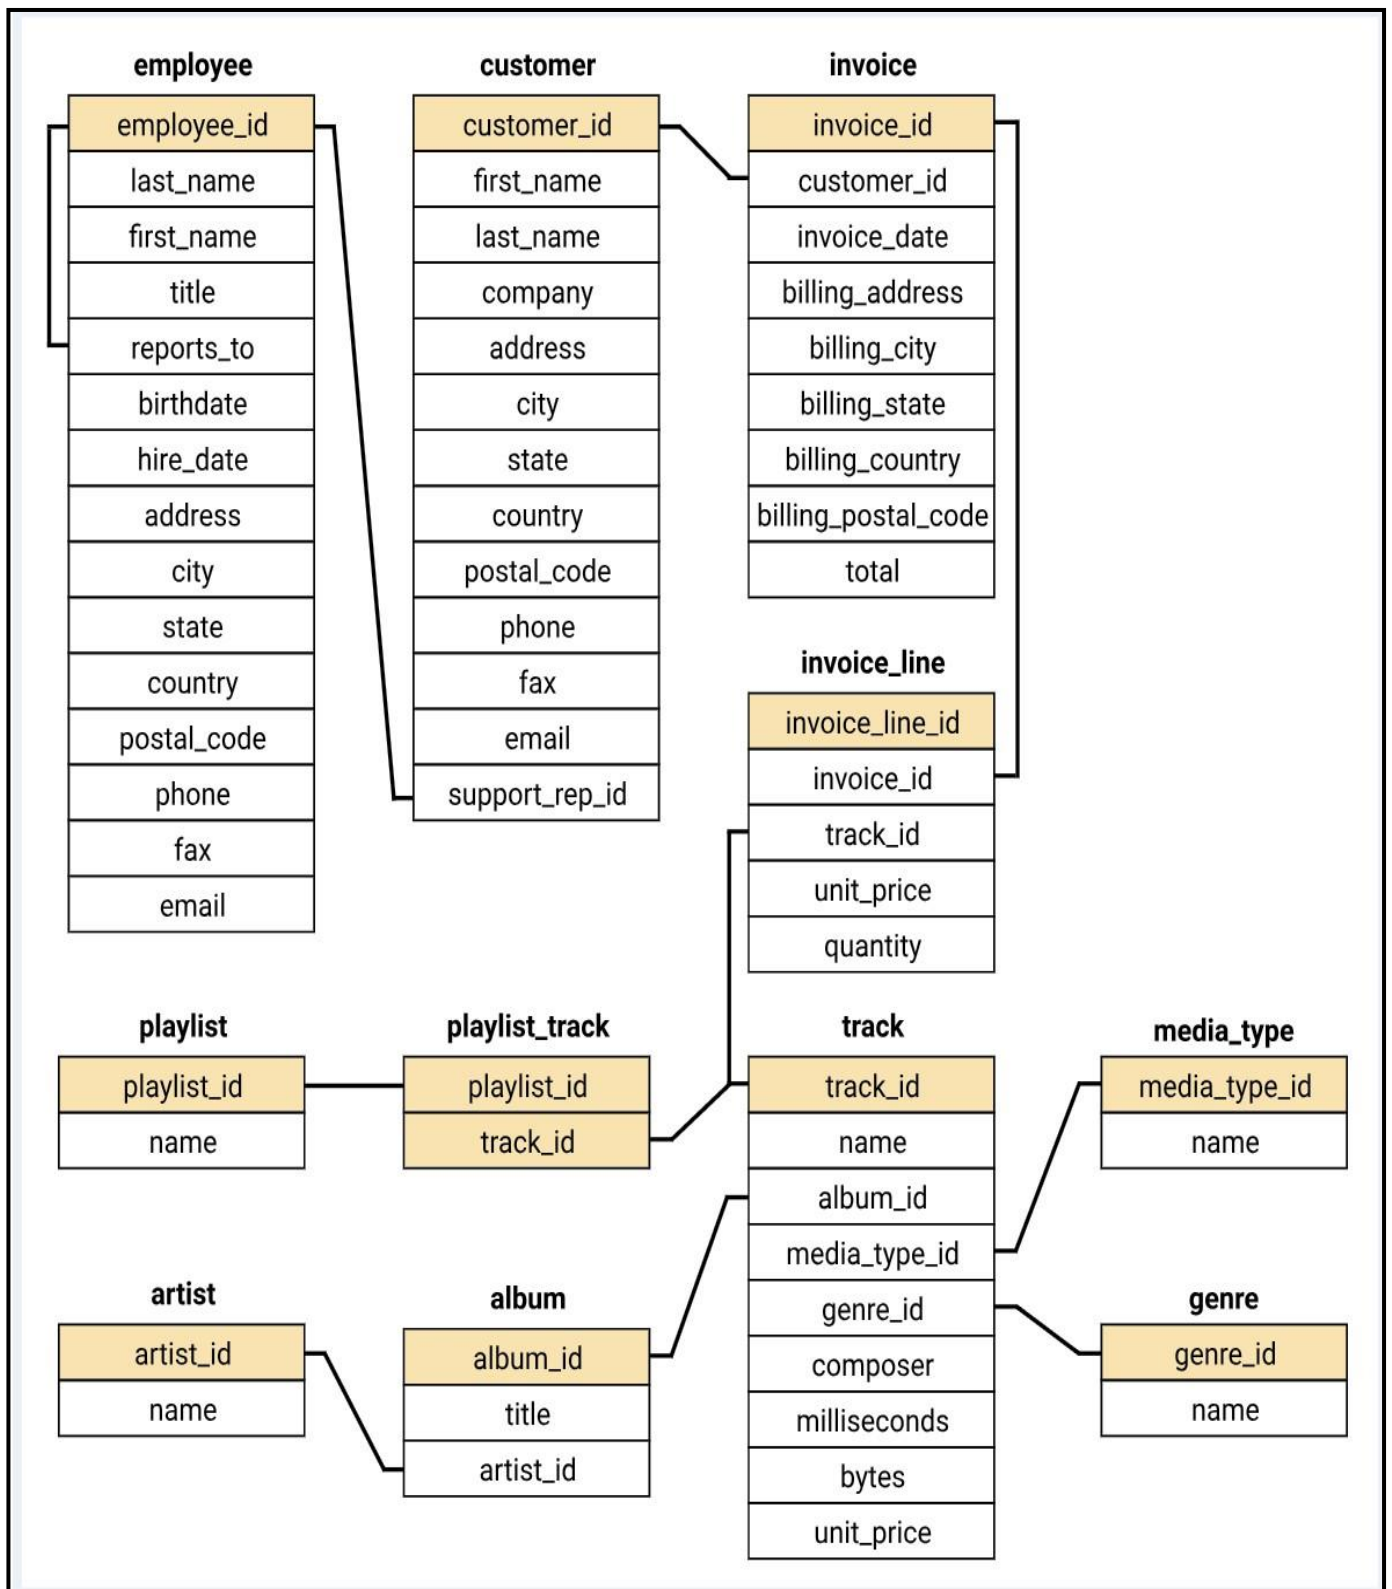 employee
employee_id
last_name
first_name
title
reports_to
birthdate
hire_date
address
city
state
country
postal_code
phone
fax
email
customer
customer_id
first_name
last_name
company
address
city
state
country
postal_code
phone
fax
email
support_rep_id
invoice
invoice_id
customer_id
invoice_date
billing_address
billing_city
billing_state
billing_country
billing_postal_code
total
invoice_line
invoice_line_id
invoice_id
track_id
unit_price
quantity
playlist
playlist_id
name
playlist_track
playlist_id
track_id
track
track_id
name
album_id
media_type_id
genre_id
composer
milliseconds
bytes
unit_price
media_type
media_type_id
name
artist
artist_id
name
album
album_id
title
artist_id
genre
genre_id
name